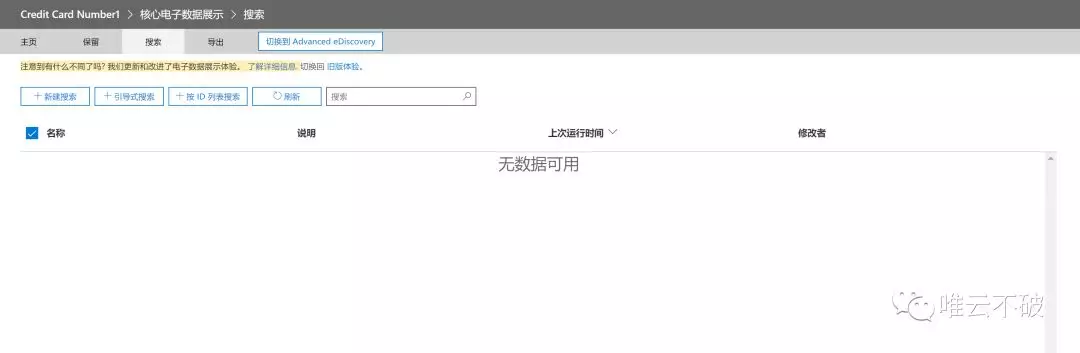 Credit Card Number1 > 核心电子数据展示 > 搜索
主页 保留 搜索 导出 切换到 Advanced eDiscovery
注意到有什么不同了吗? 我们更新和改进了电子数据展示体验。 了解详细信息. 切换回 旧版体验。
+ 新建搜索 + 引导式搜索 + 按 ID 列表搜索 刷新 搜索
名称 说明 上次运行时间 修改者
无数据可用
唯云不破